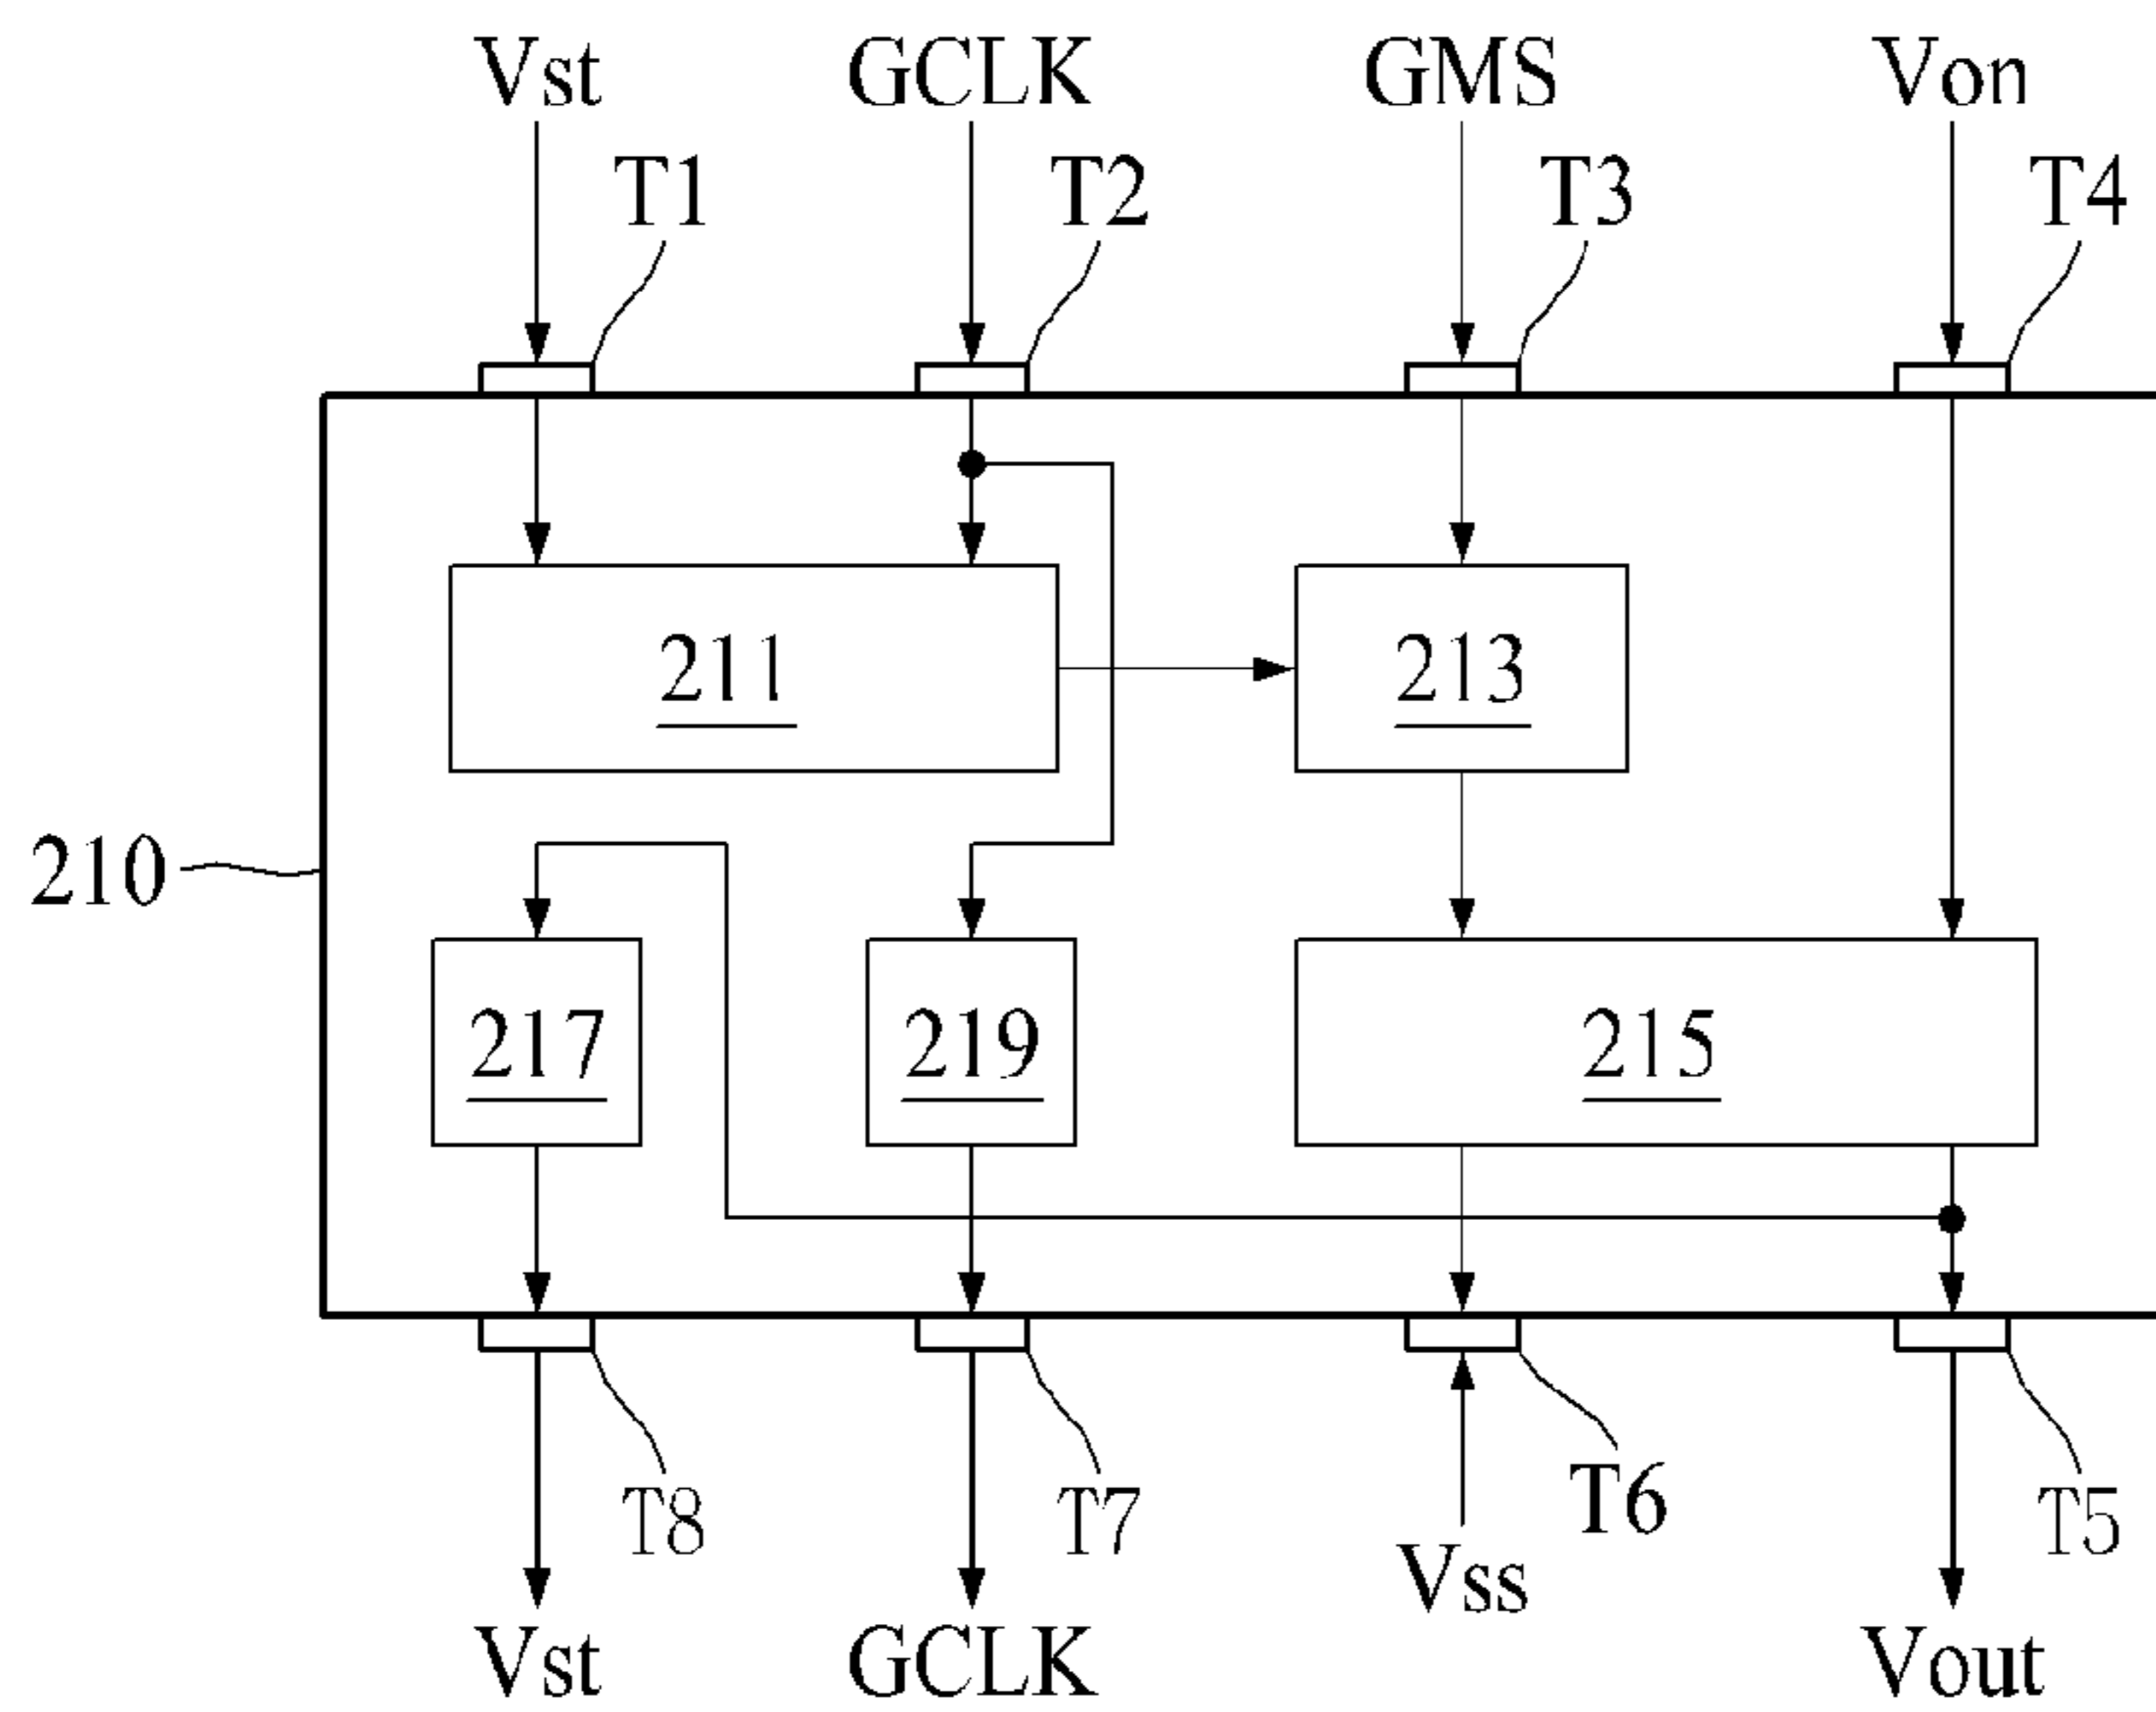 Vst GCLK GMS Von
T1 T2 T3 T4
211 213
210
217 219 215
T8 T7 T6 T5
Vss
Vst GCLK Vout